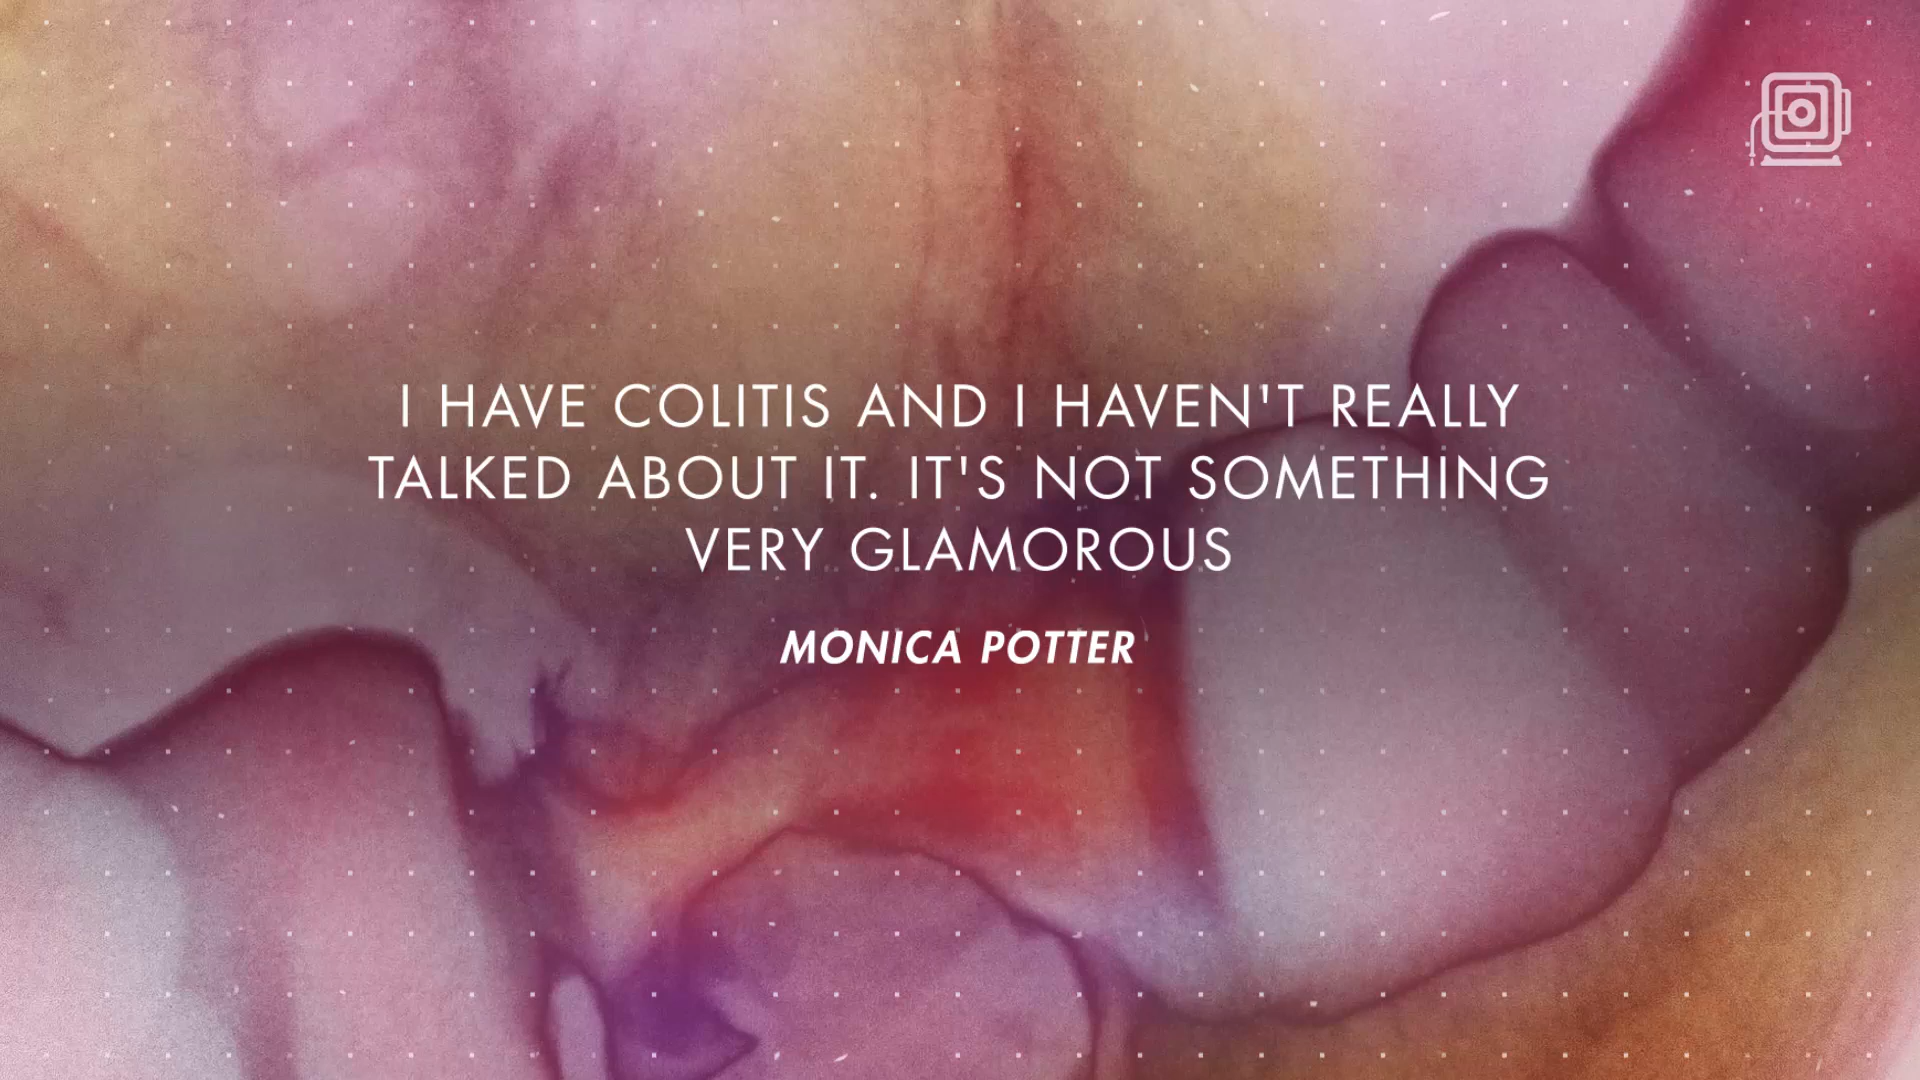 I HAVE COLITIS AND I HAVEN'T REALLY
TALKED ABOUT IT. IT'S NOT SOMETHING
VERY GLAMOROUS
MONICA POTTER